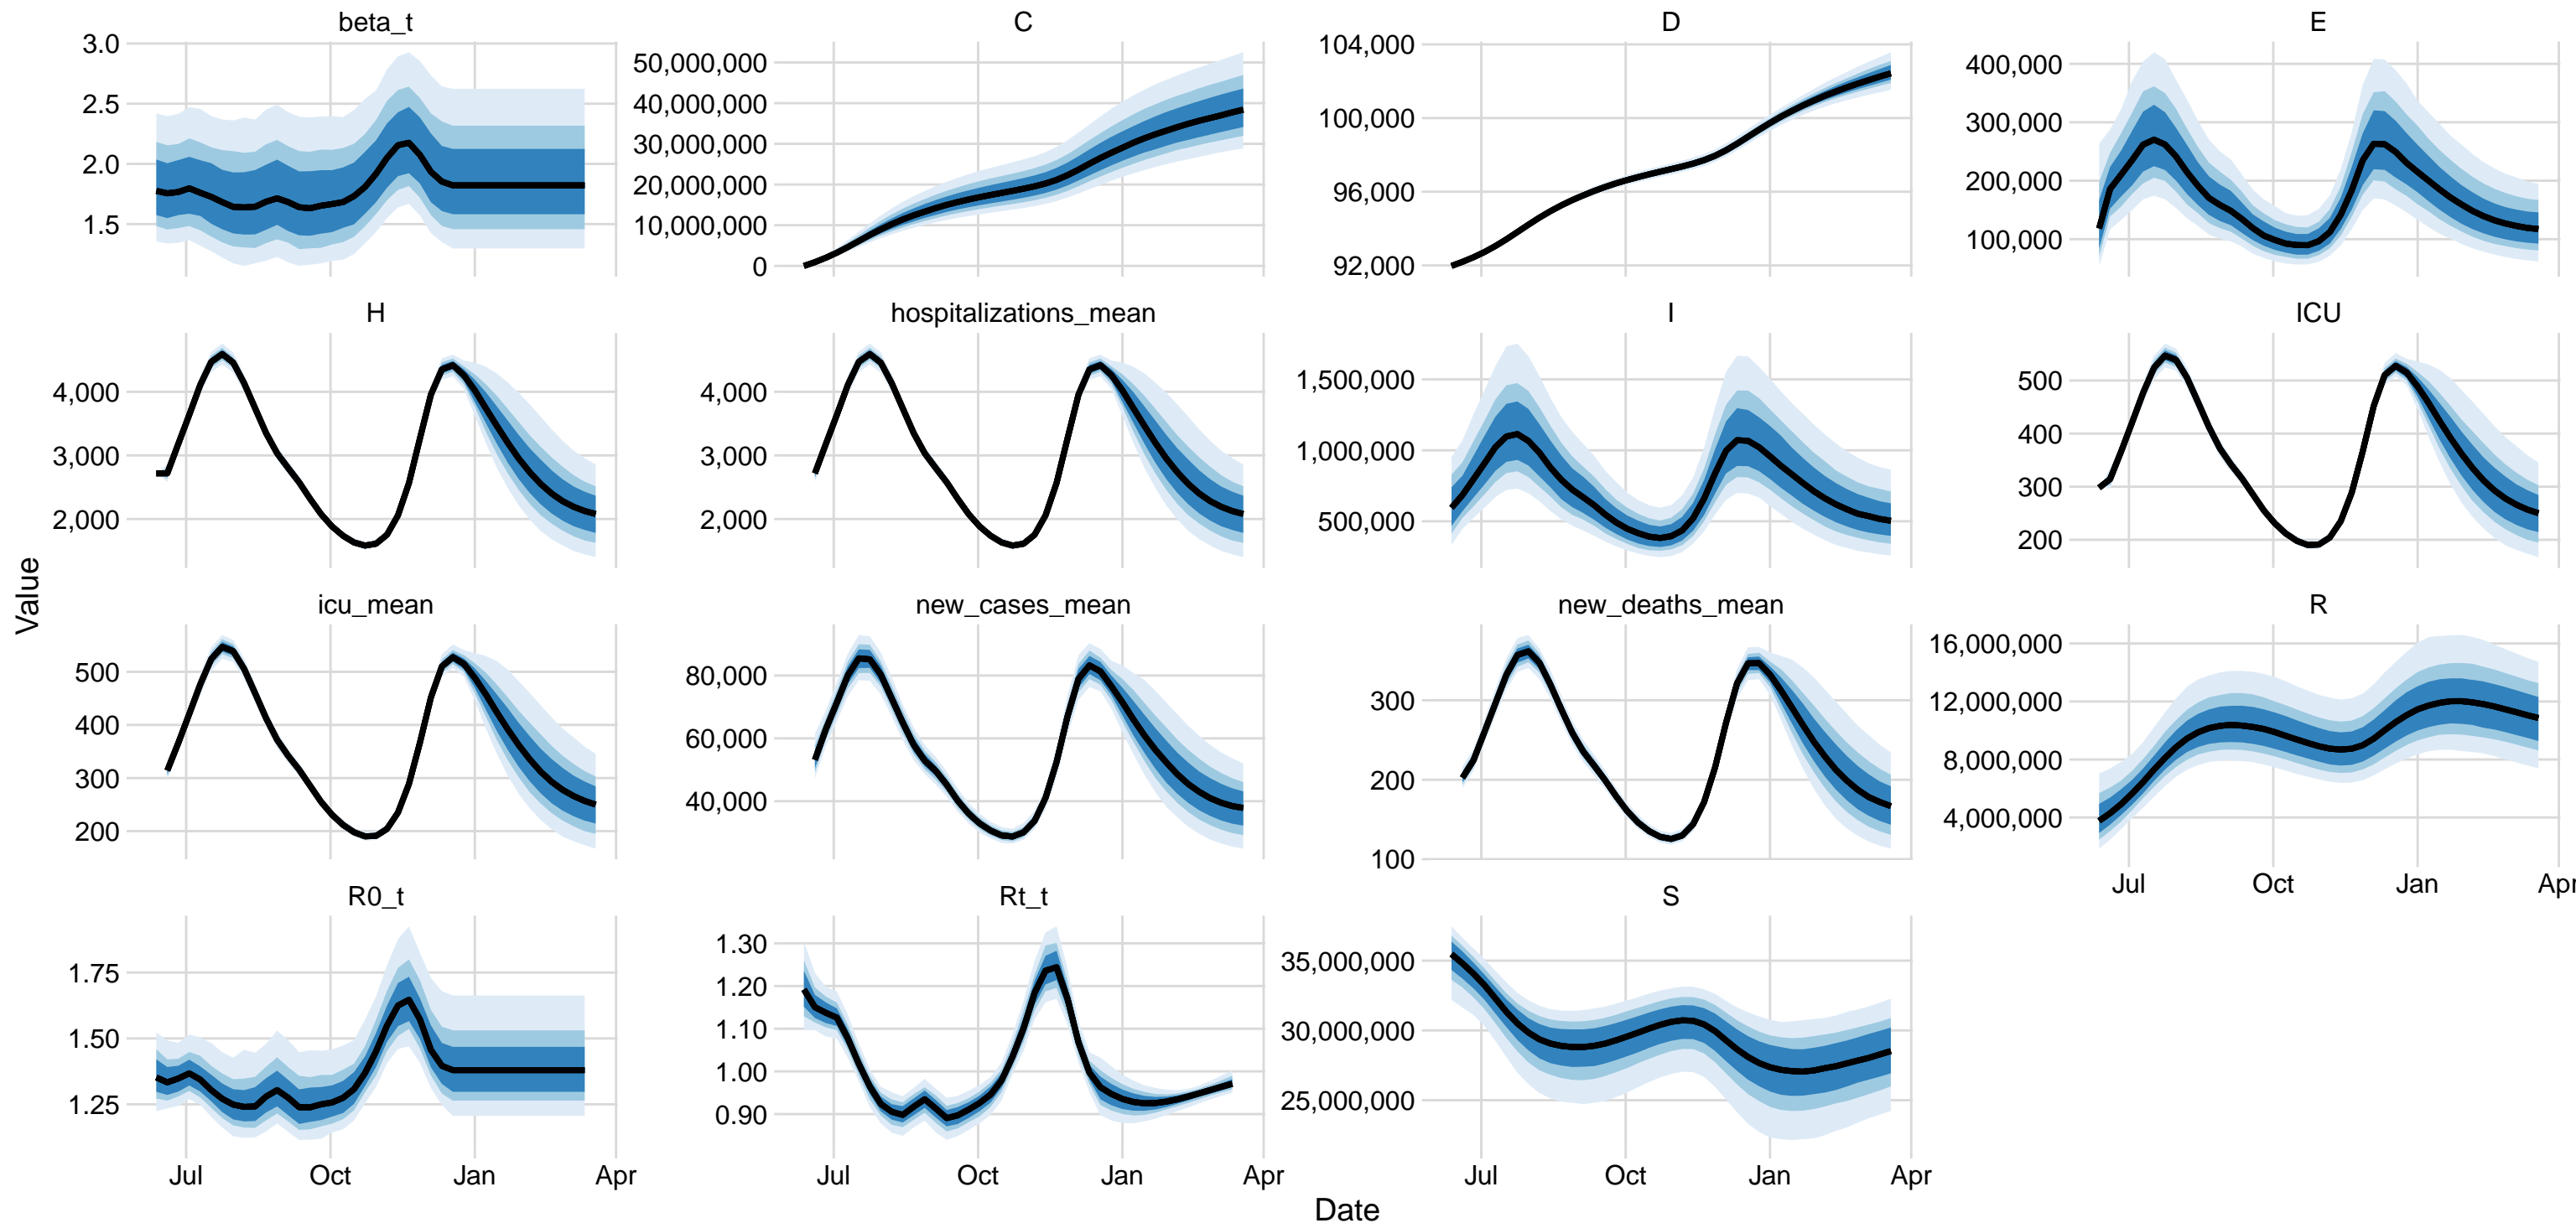 beta_t
C
D
E
3.0
2.5
2.0
1.5
50,000,000
40,000,000
30,000,000
20,000,000
10,000,000
0
104,000
100,000
96,000
92,000
400,000
300,000
200,000
100,000
H
hospitalizations_mean
I
ICU
4,000
3,000
2,000
4,000
3,000
2,000
1,500,000
1,000,000
500,000
500
400
300
200
icu_mean
new_cases_mean
new_deaths_mean
R
500
400
300
200
80,000
60,000
40,000
300
200
100
16,000,000
12,000,000
8,000,000
4,000,000
Jul Oct Jan Apr
R0_t
Rt_t
S
1.75
1.50
1.25
1.30
1.20
1.10
1.00
0.90
35,000,000
30,000,000
25,000,000
Jul Oct Jan Apr
Jul Oct Jan Apr
Jul Oct Jan Apr
Value
Date